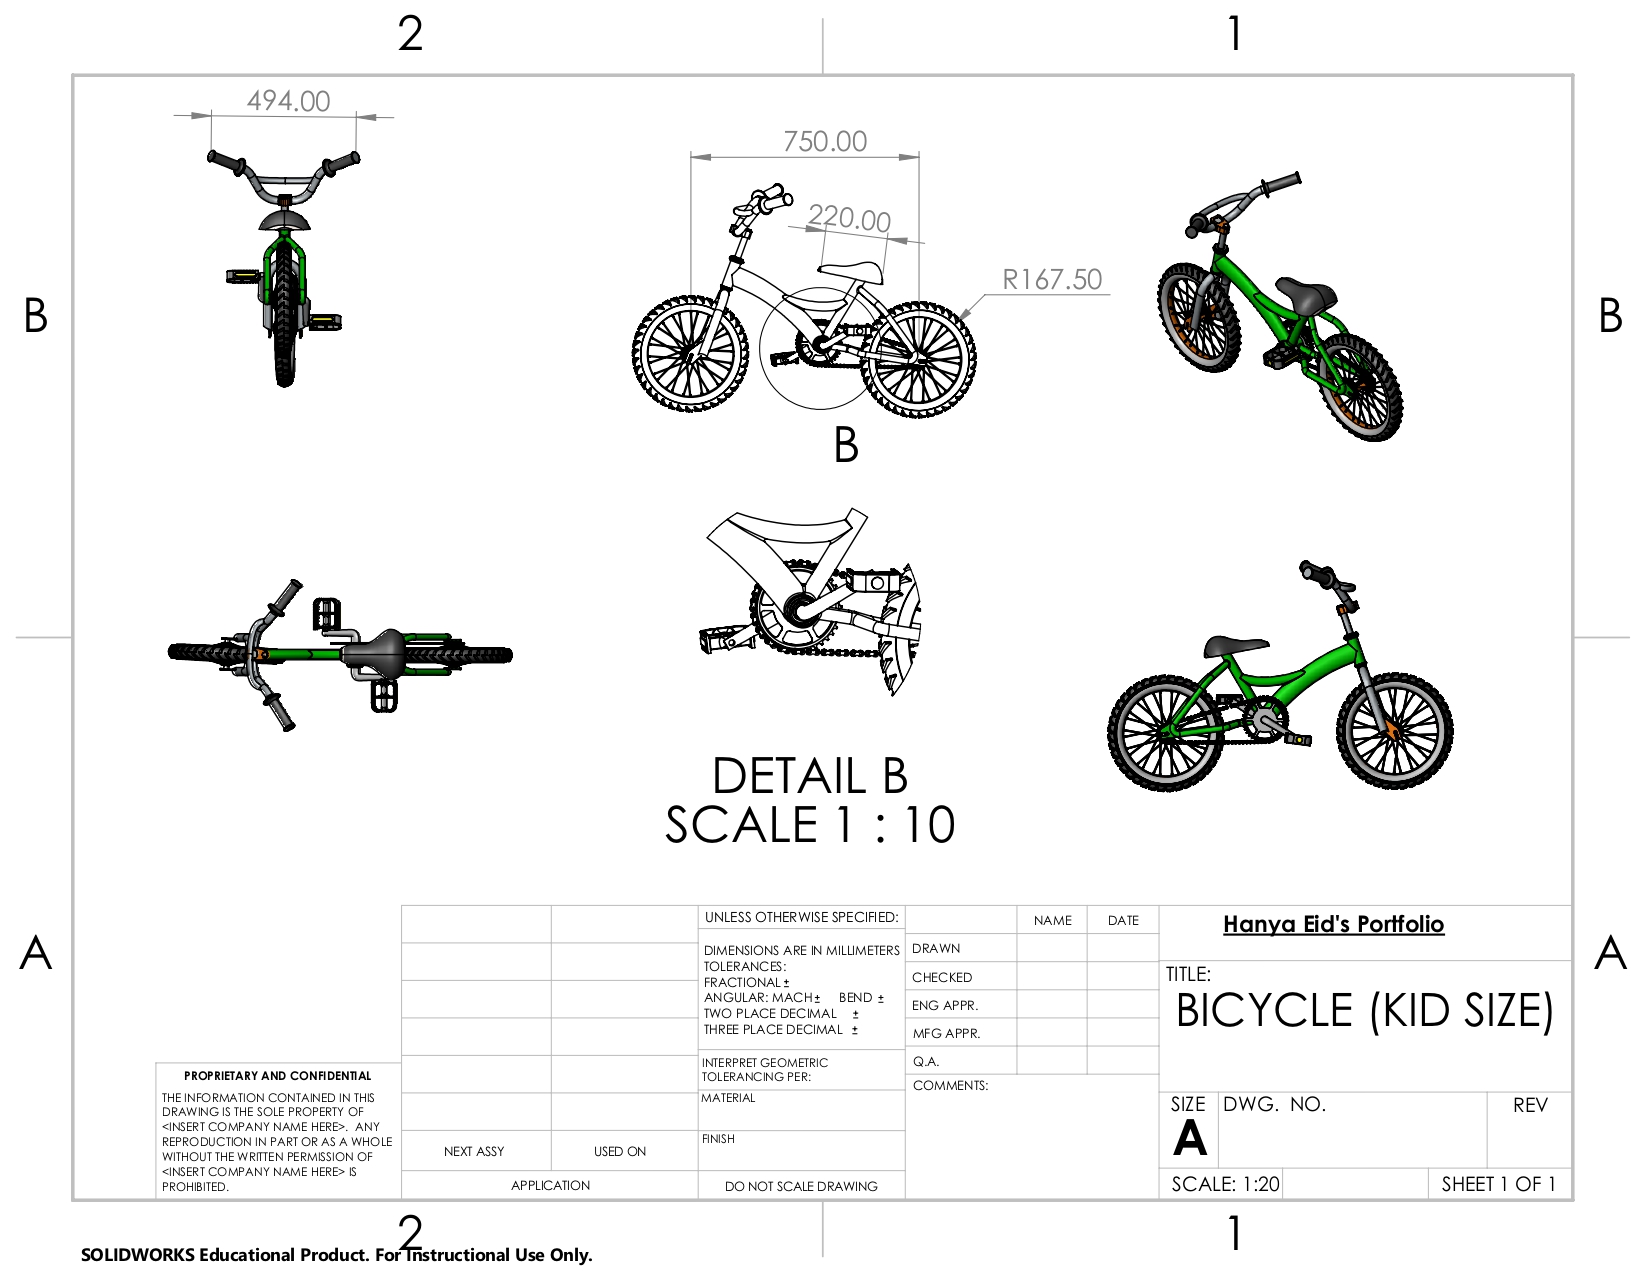 2
1
494.00
750.00
220.00
R167.50
B
B
B
DETAIL B
SCALE 1 : 10
A
A
UNLESS OTHERWISE SPECIFIED:
DIMENSIONS ARE IN MILLIMETERS
TOLERANCES:
FRACTIONAL ±
ANGULAR: MACH ± BEND ±
TWO PLACE DECIMAL ±
THREE PLACE DECIMAL ±
INTERPRET GEOMETRIC
TOLERANCING PER:
MATERIAL
FINISH
DO NOT SCALE DRAWING
NAME
DATE
DRAWN
CHECKED
ENG APPR.
MFG APPR.
Q.A.
COMMENTS:
Hanya Eid's Portfolio
TITLE:
BICYCLE (KID SIZE)
SIZE
A
DWG. NO.
REV
SCALE: 1:20
SHEET 1 OF 1
PROPRIETARY AND CONFIDENTIAL
THE INFORMATION CONTAINED IN THIS
DRAWING IS THE SOLE PROPERTY OF
<INSERT COMPANY NAME HERE>. ANY
REPRODUCTION IN PART OR AS A WHOLE
WITHOUT THE WRITTEN PERMISSION OF
<INSERT COMPANY NAME HERE> IS
PROHIBITED.
NEXT ASSY
USED ON
APPLICATION
2
1
SOLIDWORKS Educational Product. For Instructional Use Only.